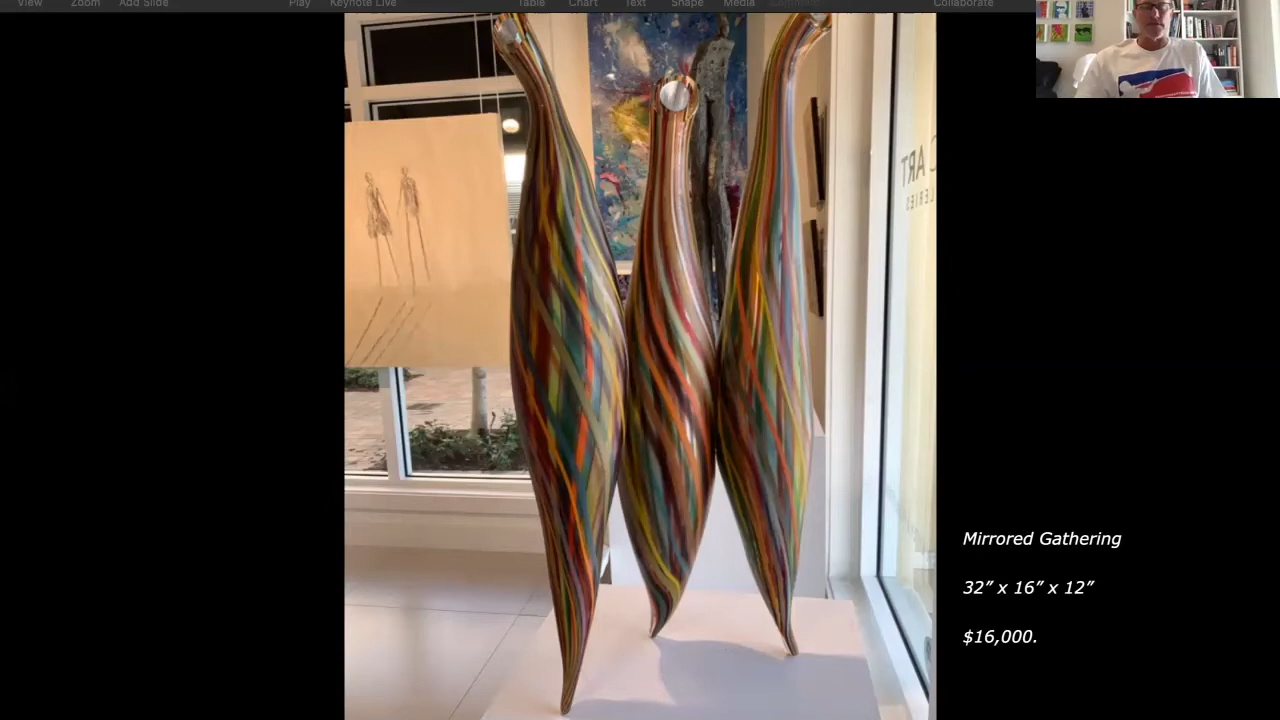 View Zoom Add Slide Play Keynote Live Table Chart Text Shape Media Comment Collaborate
ART
Mirrored Gathering
32” x 16” x 12”
$16,000.